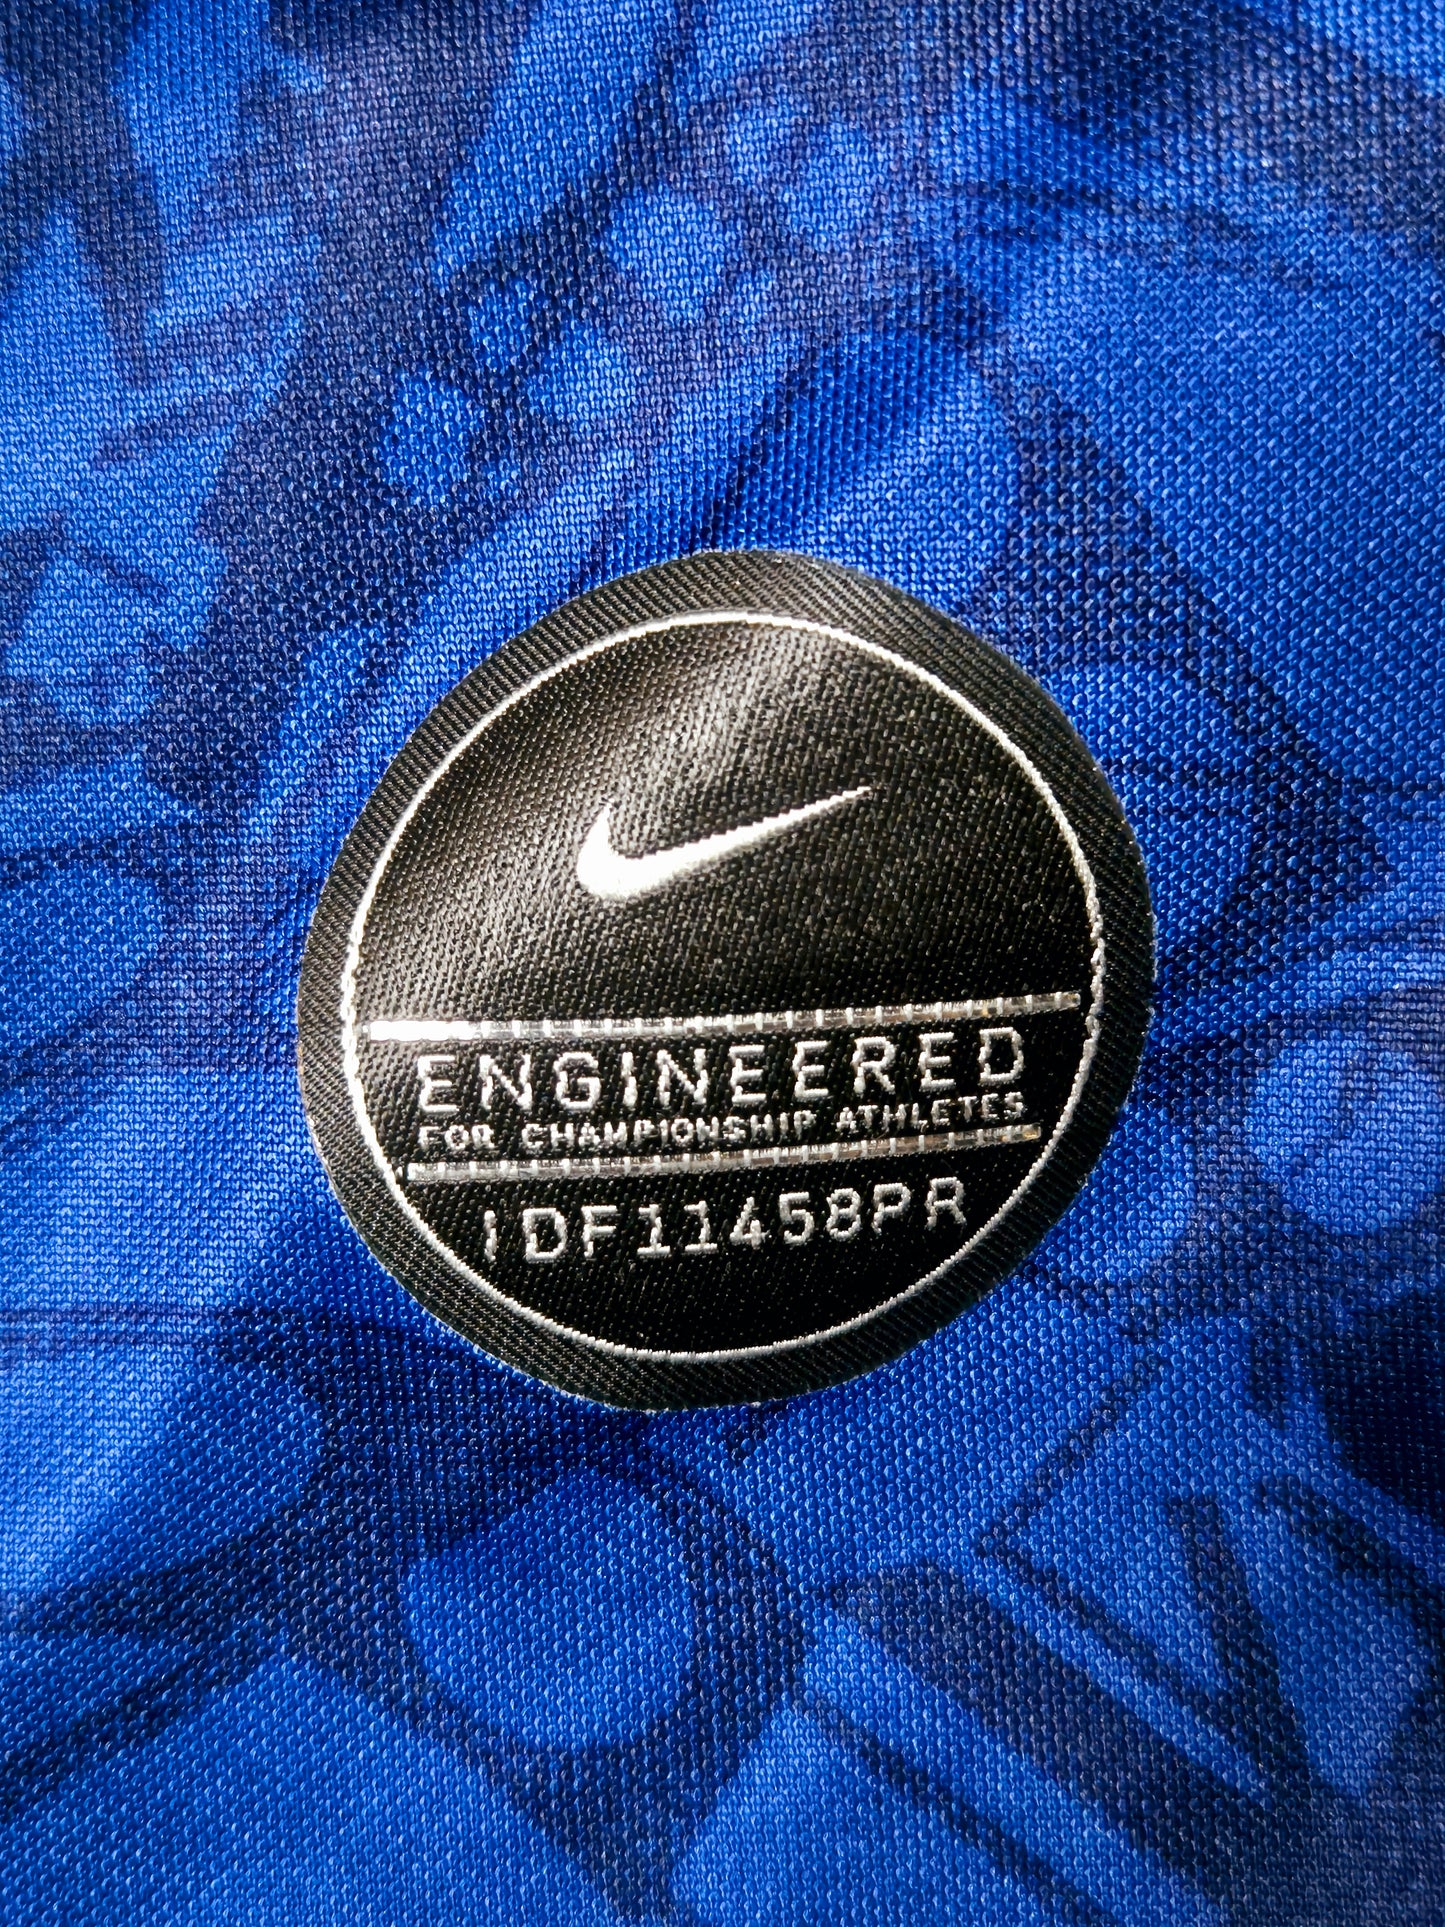 ENGINEERED
FOR CHAMPIONSHIP ATHLETES
IDF11458PR